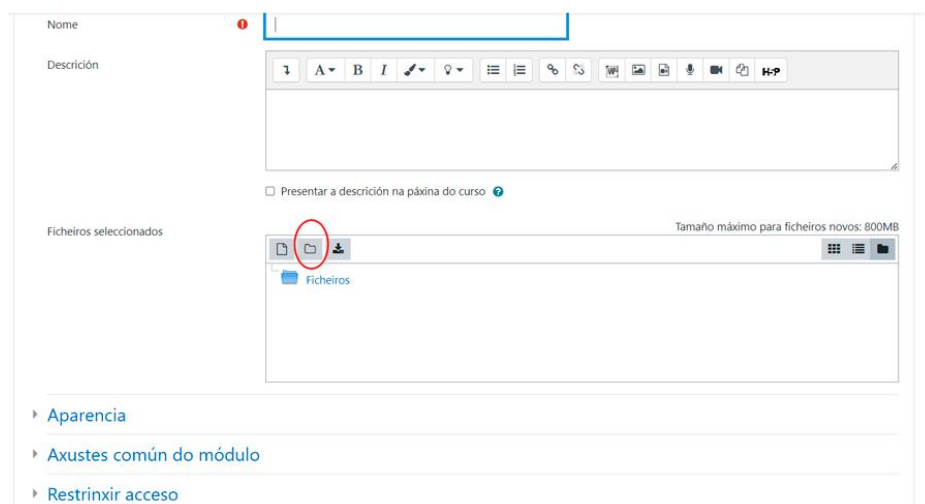 Nome
Descrición
A B I H-P
Presentar a descrición na páxina do curso
Ficheiros seleccionados
Tamaño máximo para ficheiros novos: 800MB
Ficheiros
Aparencia
Axustes común do módulo
Restrinxir acceso